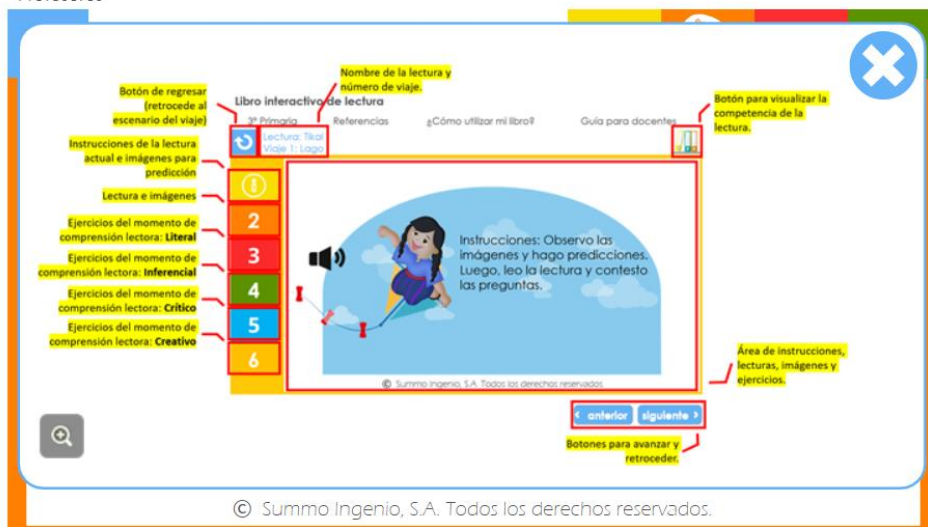 Nombre de la lectura y
número de viaje.
Botón de regresar
(retrocede al
escenario del viaje)
Libro interactivo de lectura
3º Primaria
Referencias
¿Cómo utilizar mi libro?
Guía para docentes
Botón para visualizar la
competencia de la
lectura.
Lectura: Tikal
Viaje 1: Lago
Instrucciones de la lectura
actual e imágenes para
predicción
Lectura e imágenes
2
Ejercicios del momento de
comprensión lectora: Literal
3
Ejercicios del momento de
comprensión lectora: Inferencial
4
Ejercicios del momento de
comprensión lectora: Crítico
5
Ejercicios del momento de
comprensión lectora: Creativo
6
Instrucciones: Observo las
imágenes y hago predicciones.
Luego, leo la lectura y contesto
las preguntas.
© Summo Ingenio, S.A. Todos los derechos reservados.
Área de instrucciones,
lecturas, imágenes y
ejercicios.
‹ anterior
siguiente ›
Botones para avanzar y
retroceder.
© Summo Ingenio, S.A. Todos los derechos reservados.